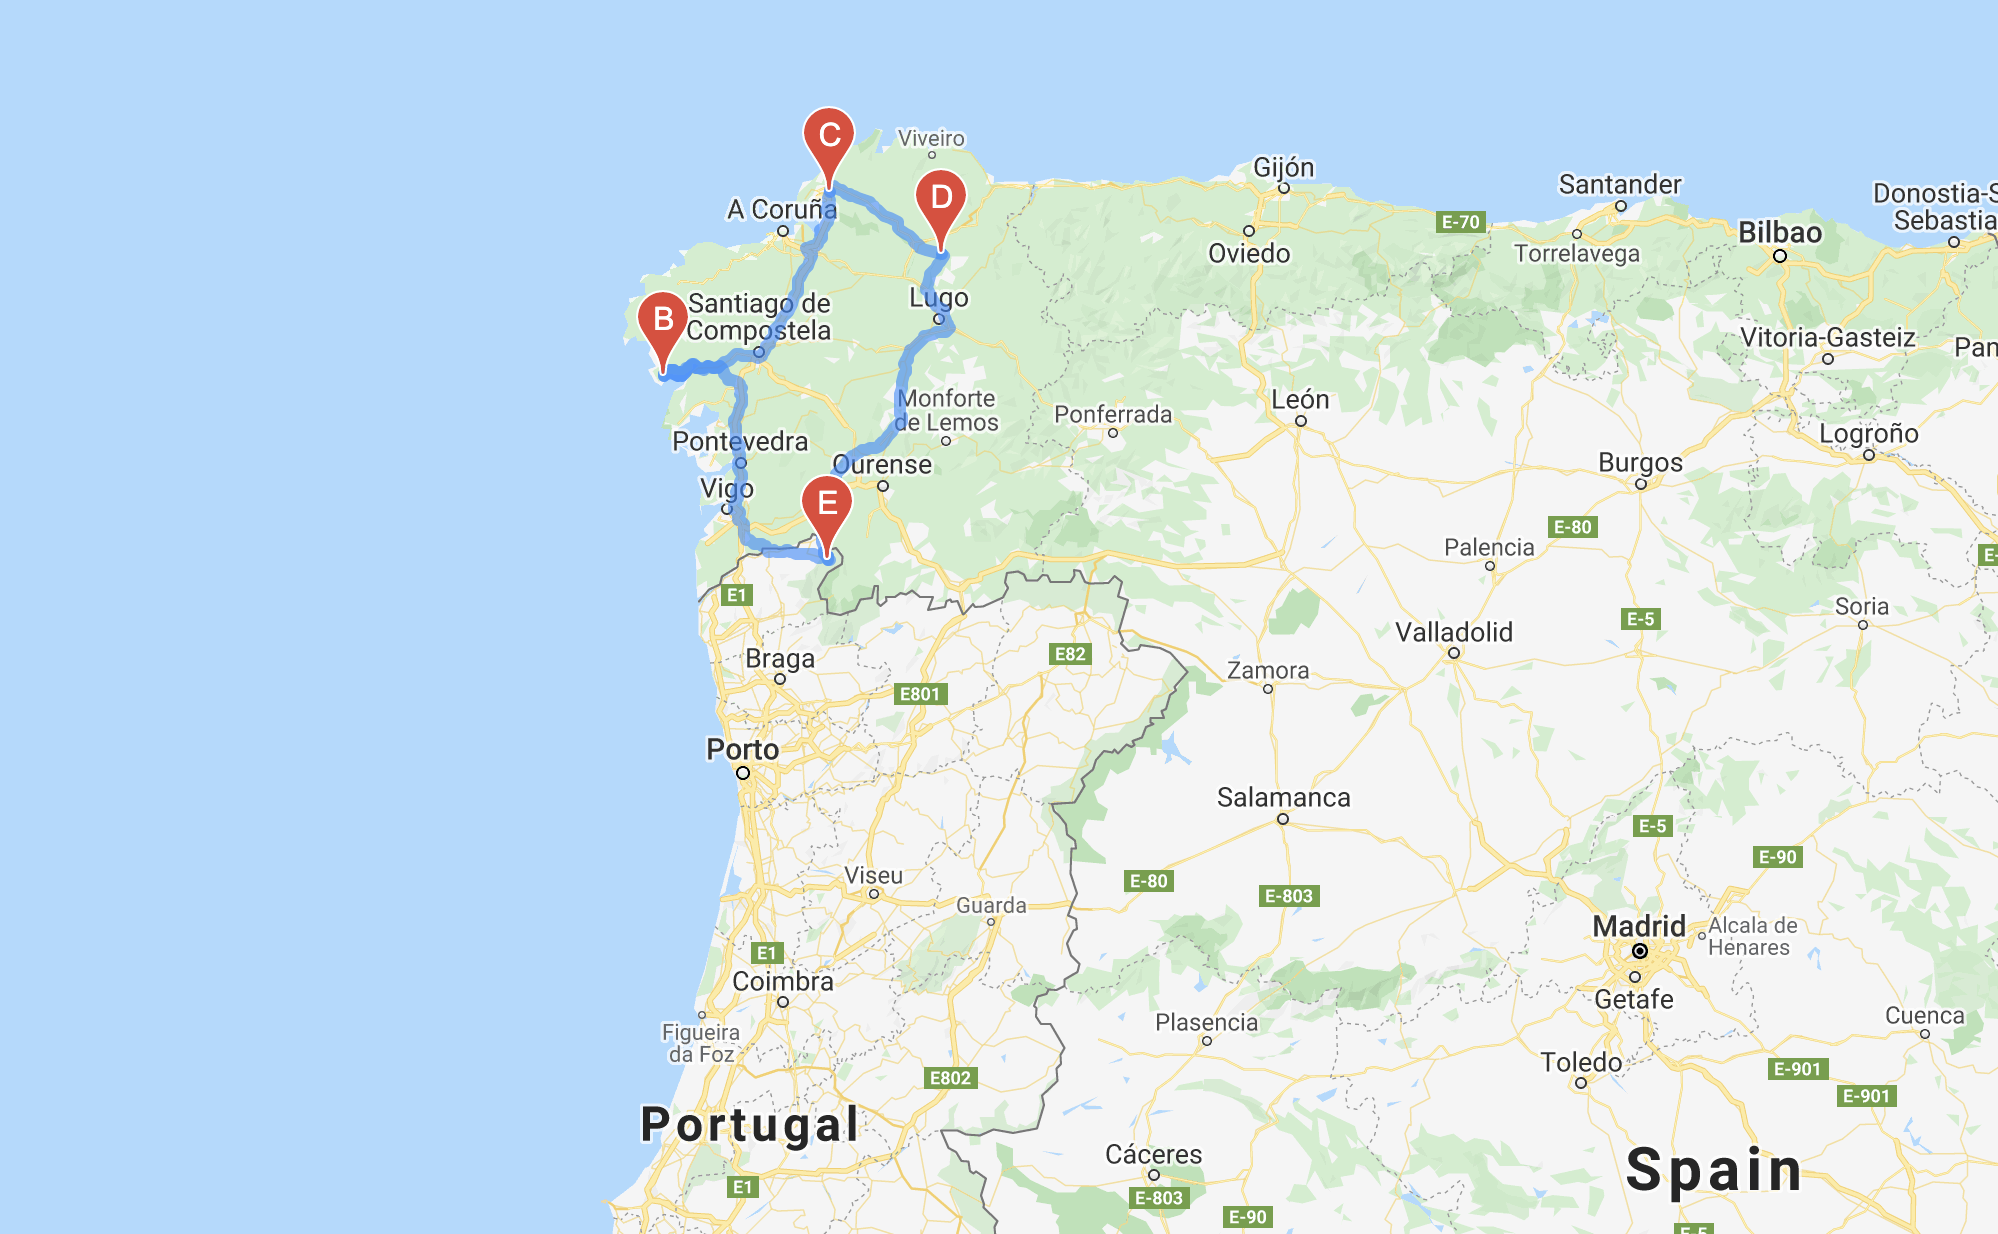 C
Viveiro
D
A Coruña
Gijón
Santander
Donostia-S
Sebastia
E-70
Bilbao
Oviedo
Torrelavega
Lugo
Santiago de
Compostela
B
Vitoria-Gasteiz
Pan
León
Monforte
de Lemos
Ponferrada
Pontevedra
Logroño
Ourense
Burgos
Vigo
E
E-80
Palencia
E-
E1
Soria
E-5
Valladolid
Braga
E82
Zamora
E801
Porto
Salamanca
E-5
E-90
Viseu
E-80
E-803
Guarda
Madrid
Alcala de
Henares
E1
Coimbra
Getafe
Figueira
da Foz
Plasencia
Cuenca
Toledo
E-901
E802
E-901
Portugal
Cáceres
Spain
E1
E-803
E-90
E-5